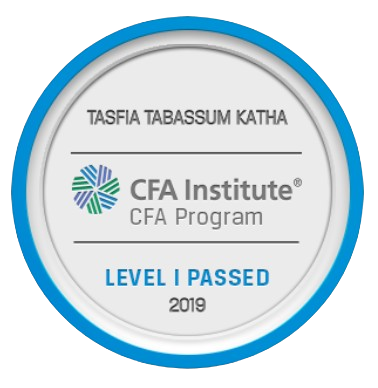 TASFIA TABASSUM KATHA
CFA Institute®
CFA Program
LEVEL I PASSED
2019